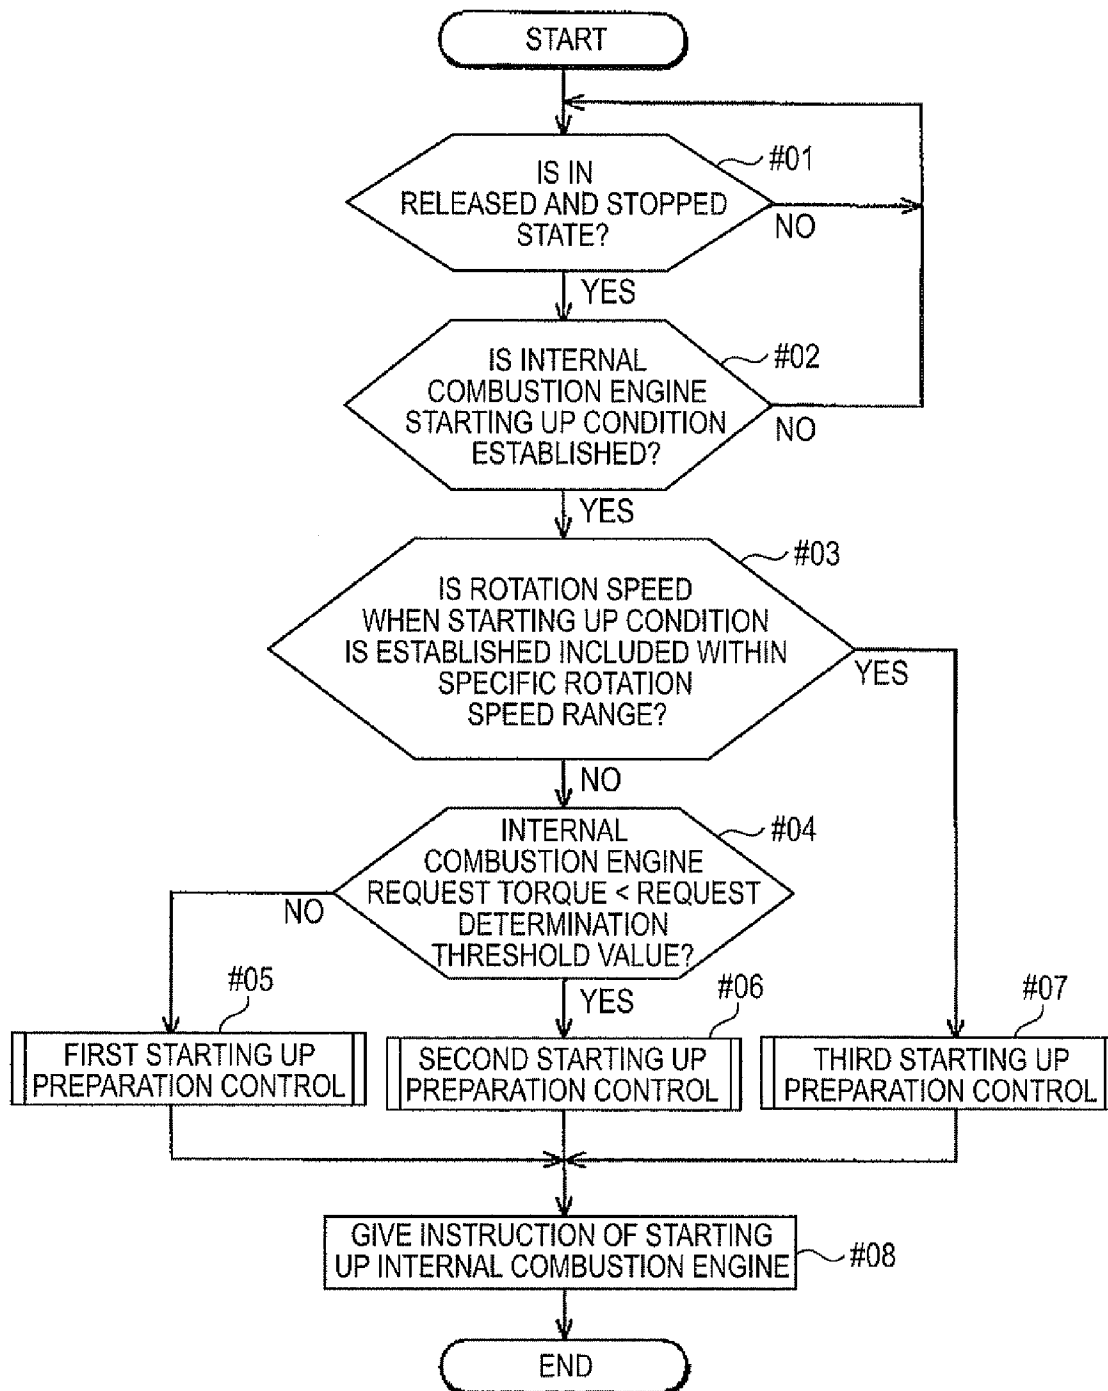 START
#01
IS IN
RELEASED AND STOPPED
STATE?
NO
YES
#02
IS INTERNAL
COMBUSTION ENGINE
STARTING UP CONDITION
ESTABLISHED?
NO
YES
#03
IS ROTATION SPEED
WHEN STARTING UP CONDITION
IS ESTABLISHED INCLUDED WITHIN
SPECIFIC ROTATION
SPEED RANGE?
YES
NO
#04
INTERNAL
COMBUSTION ENGINE
REQUEST TORQUE < REQUEST
DETERMINATION
THRESHOLD VALUE?
NO
YES
#05
FIRST STARTING UP
PREPARATION CONTROL
#06
SECOND STARTING UP
PREPARATION CONTROL
#07
THIRD STARTING UP
PREPARATION CONTROL
GIVE INSTRUCTION OF STARTING
UP INTERNAL COMBUSTION ENGINE
#08
END